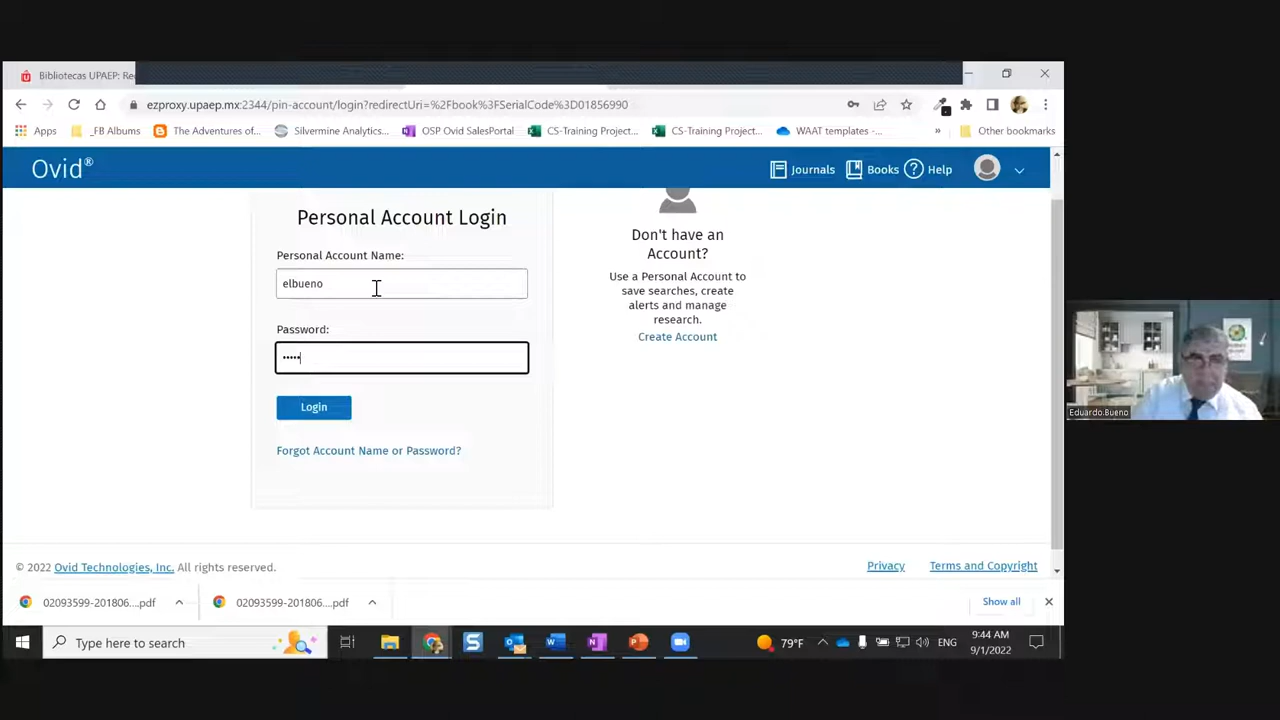 Bibliotecas UPAEP: Re
ezproxy.upaep.mx:2344/pin-account/login?redirectUri=%2Fbook%3FSerialCode%3D01856990
Apps
_FB Albums
The Adventures of...
Silvermine Analytics...
OSP Ovid SalesPortal
CS-Training Project...
CS-Training Project...
WAAT templates -...
»
Other bookmarks
Ovid®
Journals
Books
Help
Personal Account Login
Personal Account Name:
elbueno
Password:
•••••
Login
Forgot Account Name or Password?
Don't have an
Account?
Use a Personal Account to
save searches, create
alerts and manage
research.
Create Account
Eduardo.Bueno
© 2022 Ovid Technologies, Inc. All rights reserved.
Privacy
Terms and Copyright
02093599-201806....pdf
02093599-201806....pdf
Show all
Type here to search
79°F
ENG
9:44 AM
9/1/2022